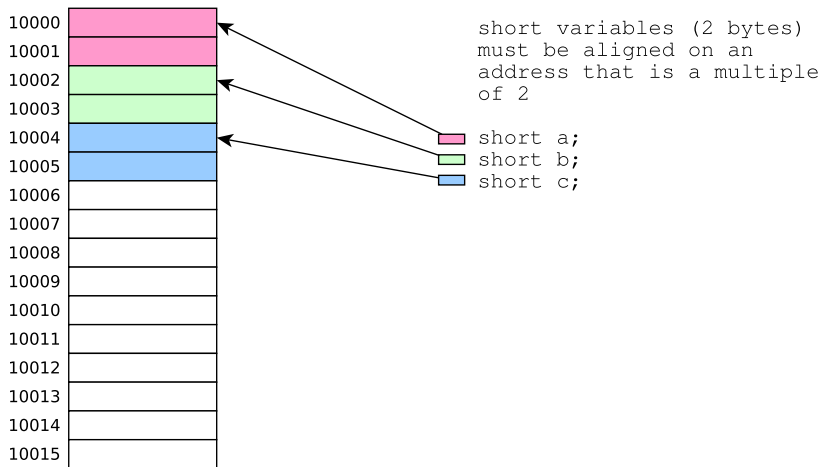 10000
10001
10002
10003
10004
10005
10006
10007
10008
10009
10010
10011
10012
10013
10014
10015
short variables (2 bytes)
must be aligned on an
address that is a multiple
of 2
short a;
short b;
short c;